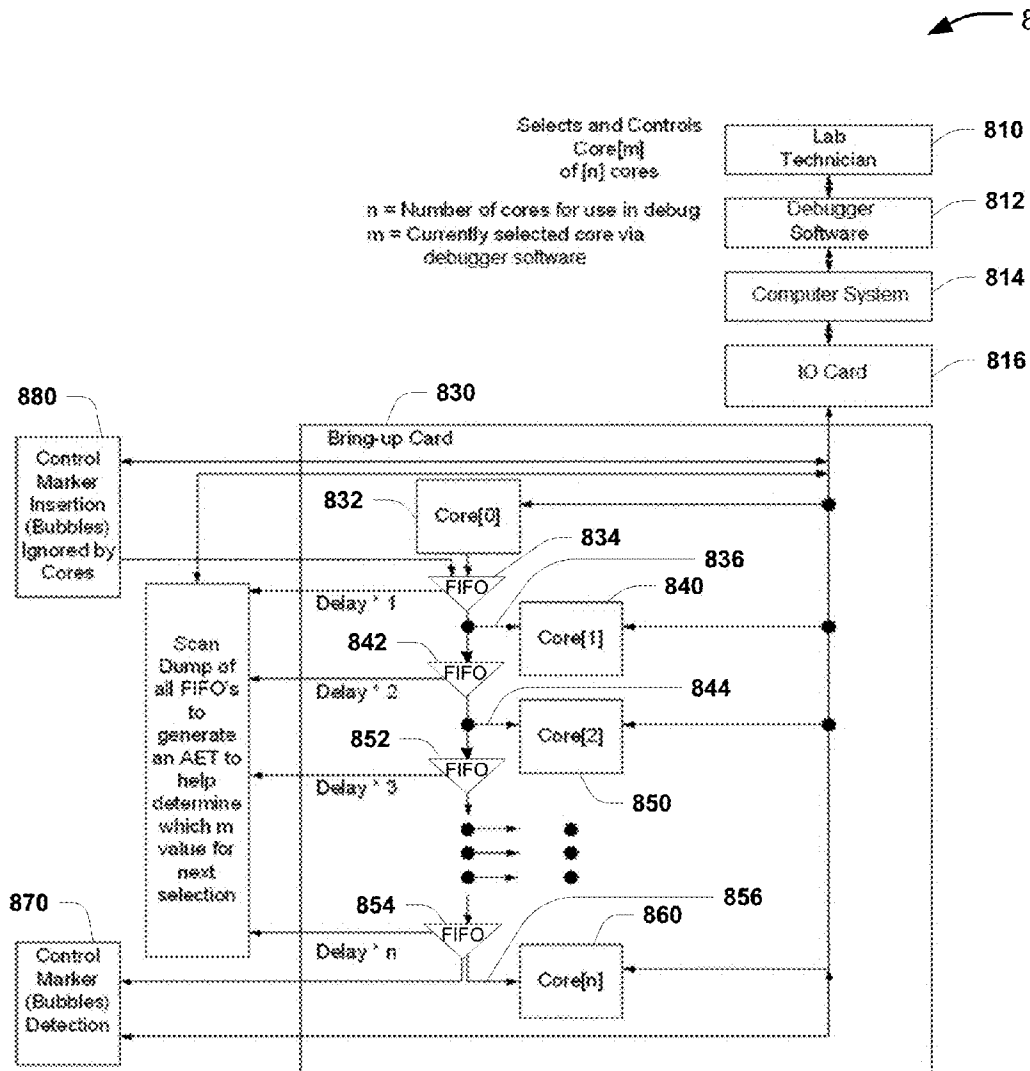 8
Selects and Controls
Core[m]
of [n] cores
n = Number of cores for use in debug
m = Currently selected core via
debugger software
Lab
Technician
810
Debugger
Software
812
Computer System
814
IO Card
816
880
Control
Marker
Insertion
(Bubbles)
Ignored by
Cores
830
Bring-up Card
832
Core[0]
834
FIFO
836
840
Delay * 1
Core[1]
Scan
Dump of
all FIFO's
to
generate
an AET to
help
determine
which m
value for
next
selection
842
FIFO
Delay * 2
844
Core[2]
852
FIFO
Delay * 3
850
854
FIFO
856
860
Delay * n
Core[n]
870
Control
Marker
(Bubbles)
Detection